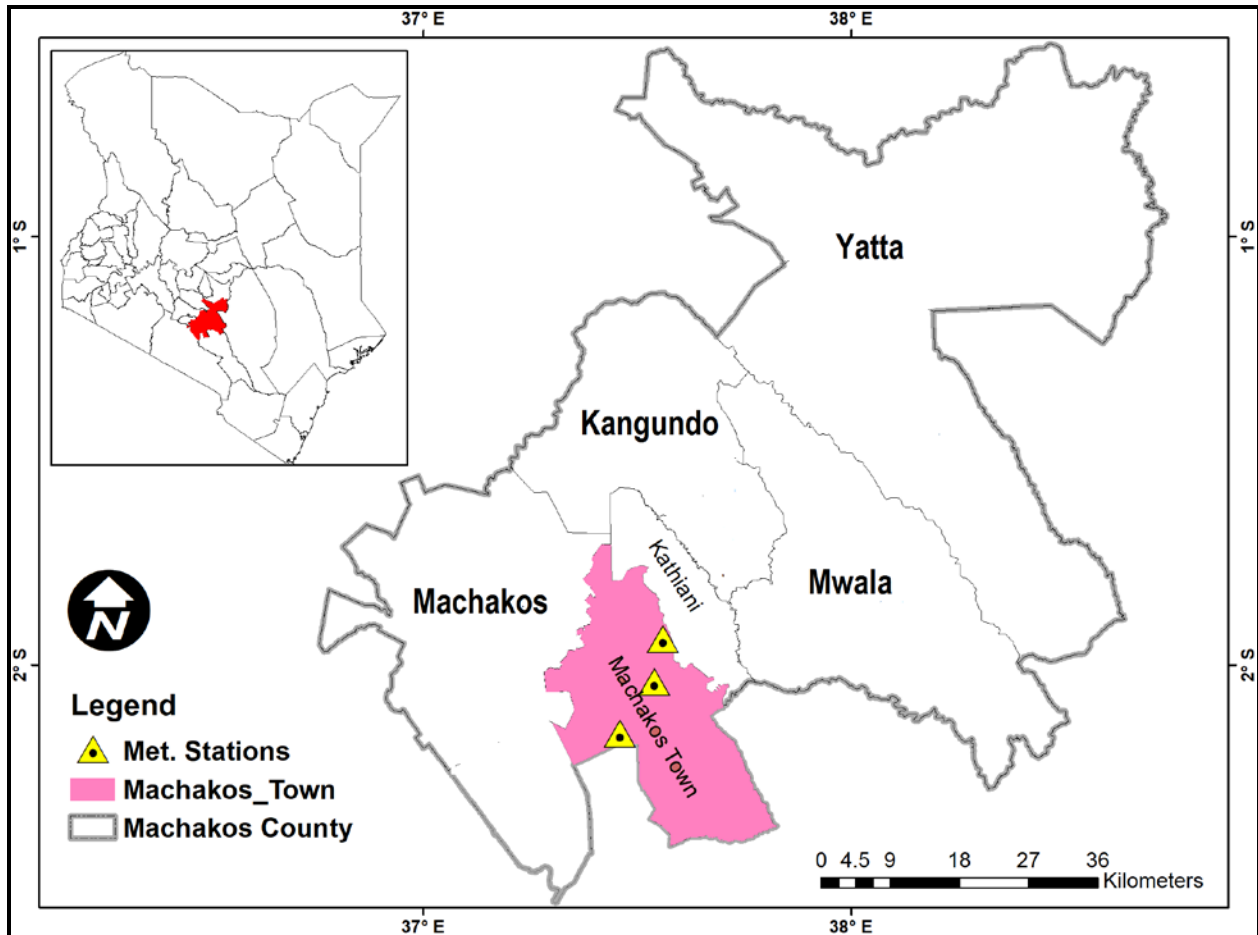 37° E
38° E
1° S
1° S
Yatta
Kangundo
Kathiani
Machakos
Mwala
2° S
2° S
Machakos Town
N
Legend
Met. Stations
Machakos_Town
Machakos County
0 4.5 9 18 27 36
Kilometers
37° E
38° E